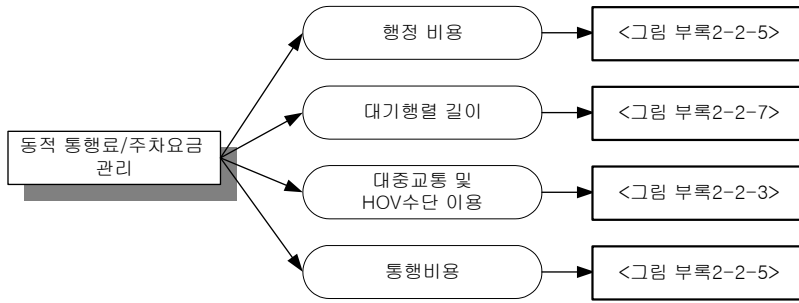 행정 비용
<그림 부록2-2-5>
대기행렬 길이
<그림 부록2-2-7>
동적 통행료/주차요금
관리
대중교통 및
HOV수단 이용
<그림 부록2-2-3>
통행비용
<그림 부록2-2-5>